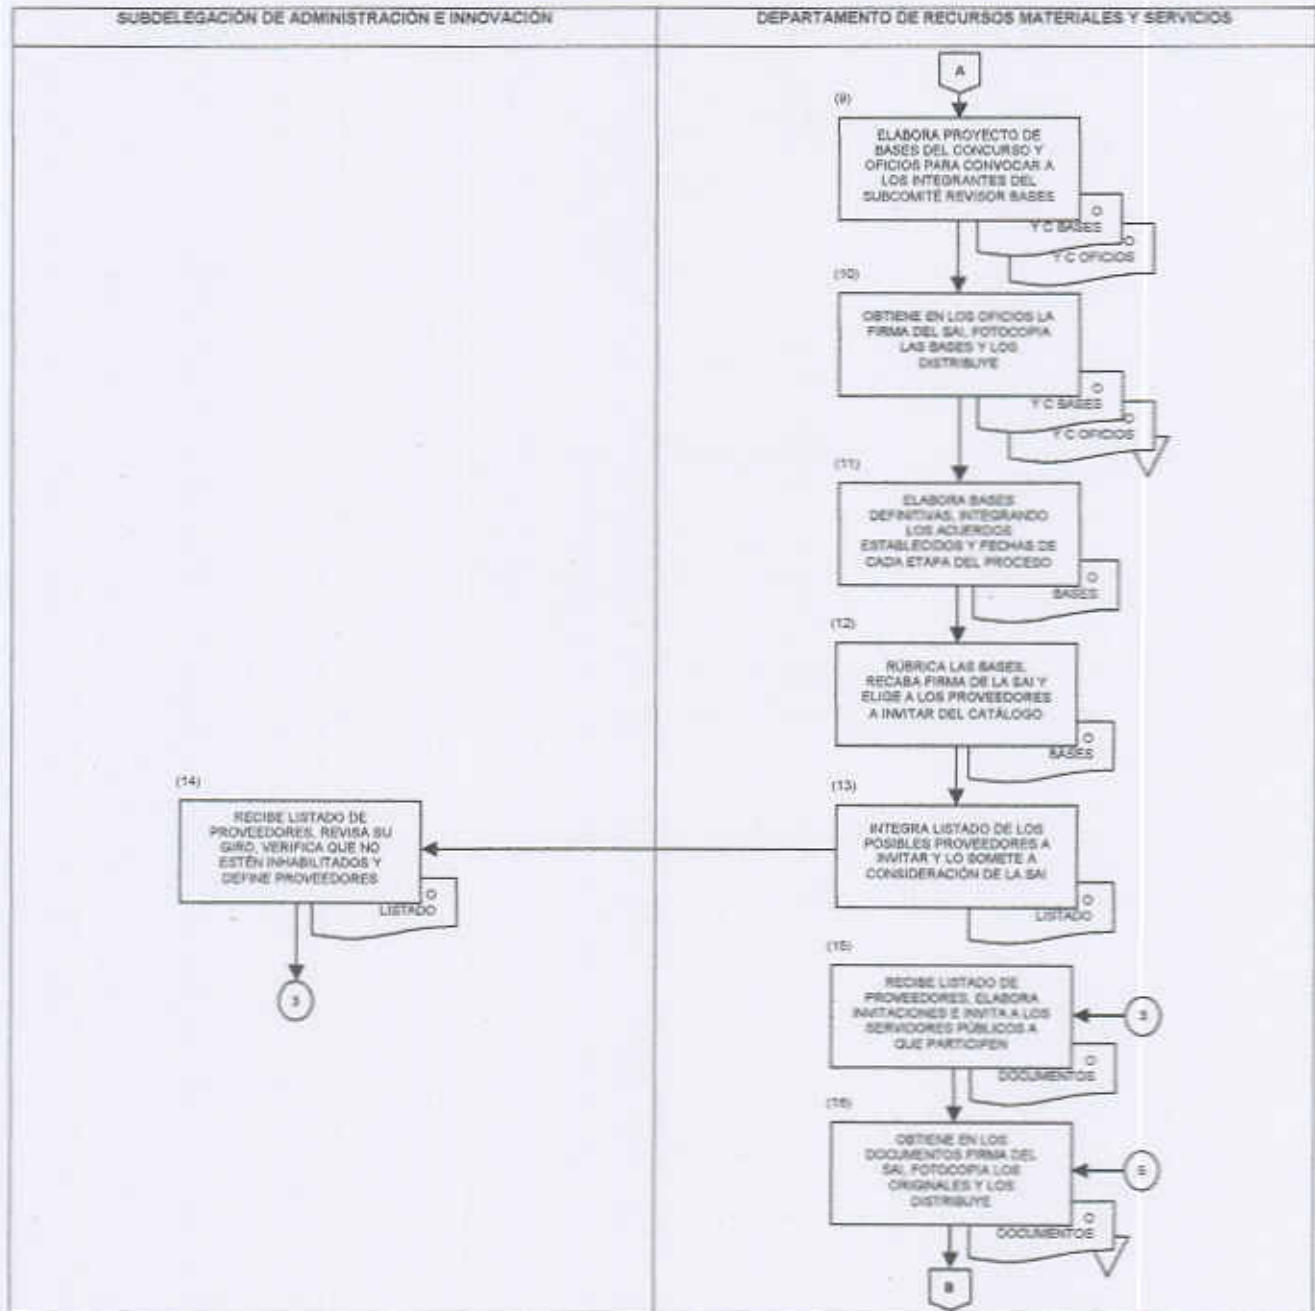 SUBDELEGACIÓN DE ADMINISTRACIÓN E INNOVACIÓN
DEPARTAMENTO DE RECURSOS MATERIALES Y SERVICIOS
A
(9)
ELABORA PROYECTO DE
BASES DEL CONCURSO Y
OFICIOS PARA CONVOCAR A
LOS INTEGRANTES DEL
SUBCOMITÉ REVISOR BASES
O
Y C BASES
O
Y C OFICIOS
(10)
OBTIENE EN LOS OFICIOS LA
FIRMA DEL SAI, FOTOCOPIA
LAS BASES Y LOS
DISTRIBUYE
O
Y C BASES
O
Y C OFICIOS
(11)
ELABORA BASES
DEFINITIVAS, INTEGRANDO
LOS ACUERDOS
ESTABLECIDOS Y FECHAS DE
CADA ETAPA DEL PROCESO
O
BASES
(12)
RÚBRICA LAS BASES,
RECABA FIRMA DE LA SAI Y
ELIGE A LOS PROVEEDORES
A INVITAR DEL CATÁLOGO
O
BASES
(13)
INTEGRA LISTADO DE LOS
POSIBLES PROVEEDORES A
INVITAR Y LO SOMETE A
CONSIDERACIÓN DE LA SAI
O
LISTADO
(14)
RECIBE LISTADO DE
PROVEEDORES, REVISA SU
GIRO, VERIFICA QUE NO
ESTÉN INHABILITADOS Y
DEFINE PROVEEDORES
O
LISTADO
3
(15)
RECIBE LISTADO DE
PROVEEDORES, ELABORA
INVITACIONES E INVITA A LOS
SERVIDORES PÚBLICOS A
QUE PARTICIPEN
3
O
DOCUMENTOS
(16)
OBTIENE EN LOS
DOCUMENTOS FIRMA DEL
SAI, FOTOCOPIA LOS
ORIGINALES Y LOS
DISTRIBUYE
O
DOCUMENTOS
B